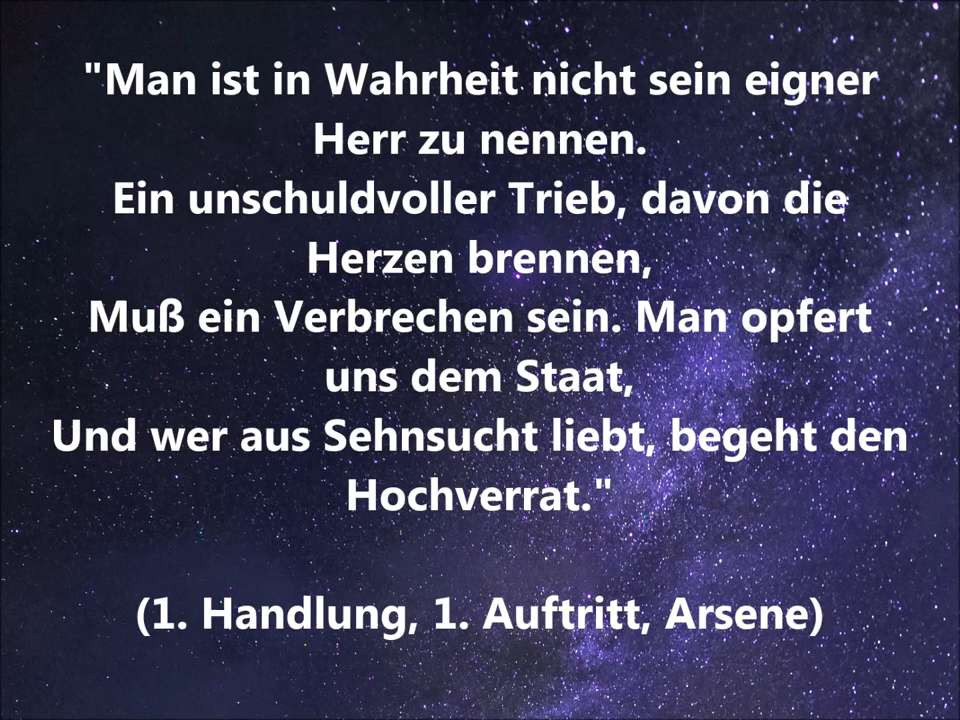 "Man ist in Wahrheit nicht sein eigner
Herr zu nennen.
Ein unschuldvoller Trieb, davon die
Herzen brennen,
Muß ein Verbrechen sein. Man opfert
uns dem Staat,
Und wer aus Sehnsucht liebt, begeht den
Hochverrat."
(1. Handlung, 1. Auftritt, Arsene)